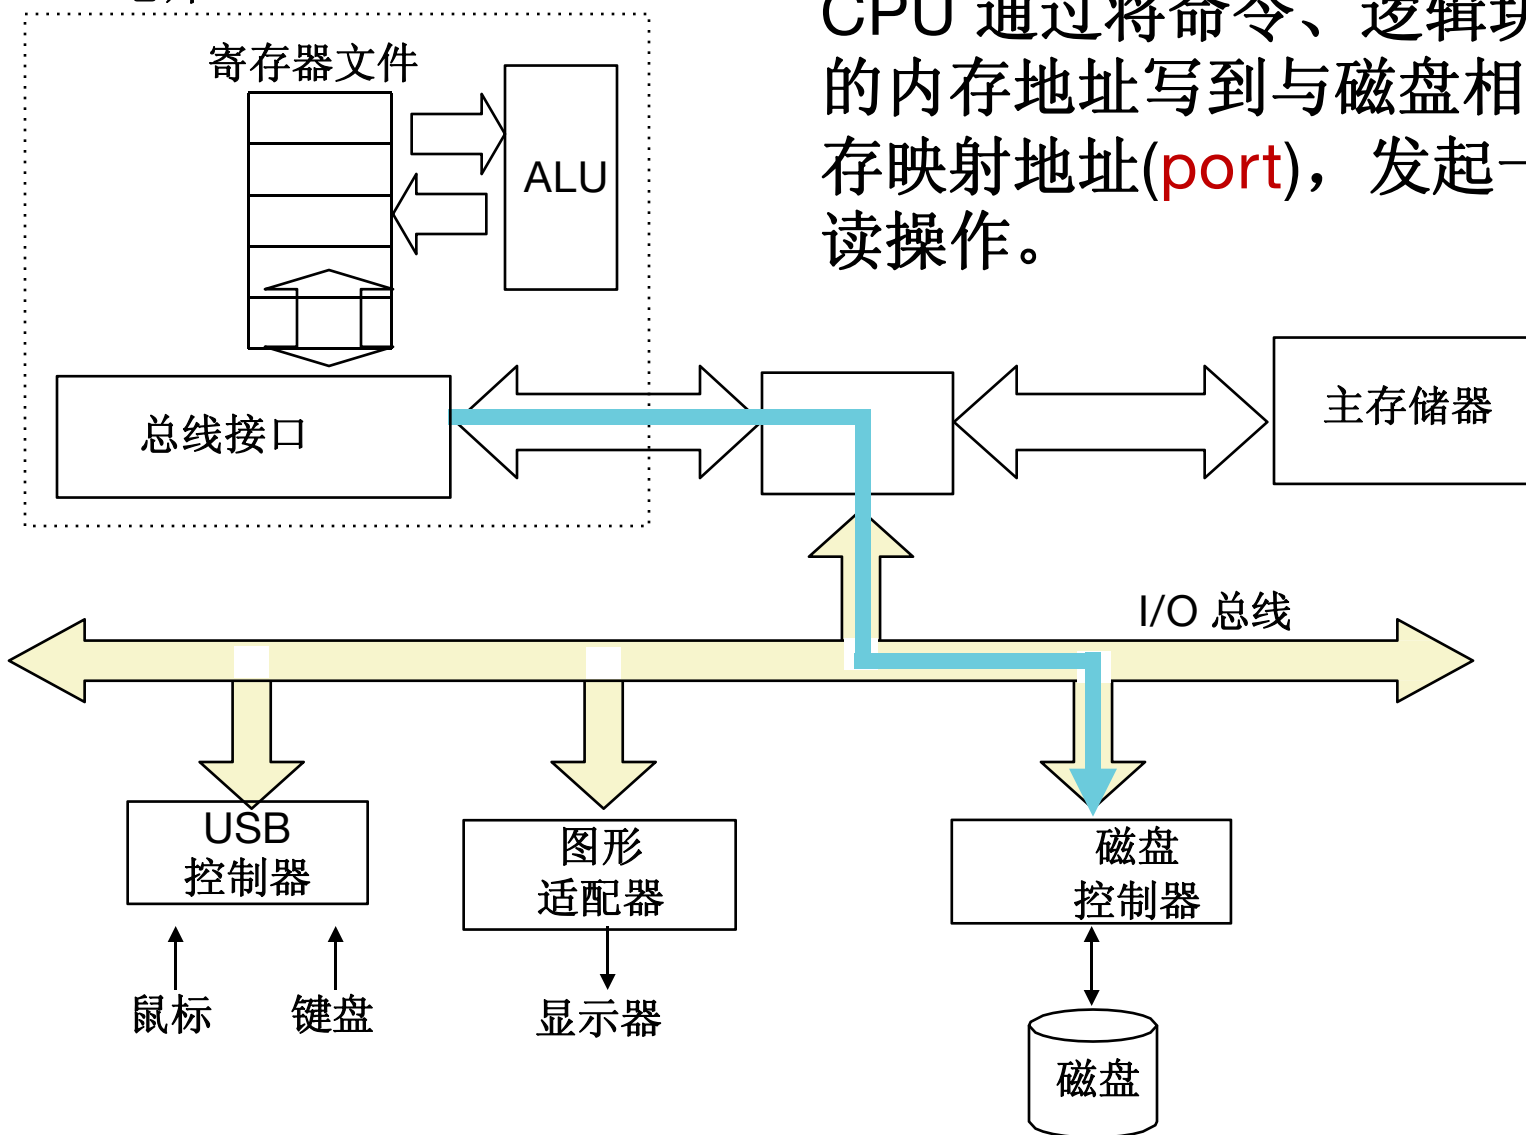 寄存器文件
ALU
CPU 通过将命令、逻辑块
的内存地址写到与磁盘相
存映射地址(port)，发起一
读操作。
总线接口
主存储器
I/O 总线
USB
控制器
图形
适配器
磁盘
控制器
鼠标
键盘
显示器
磁盘